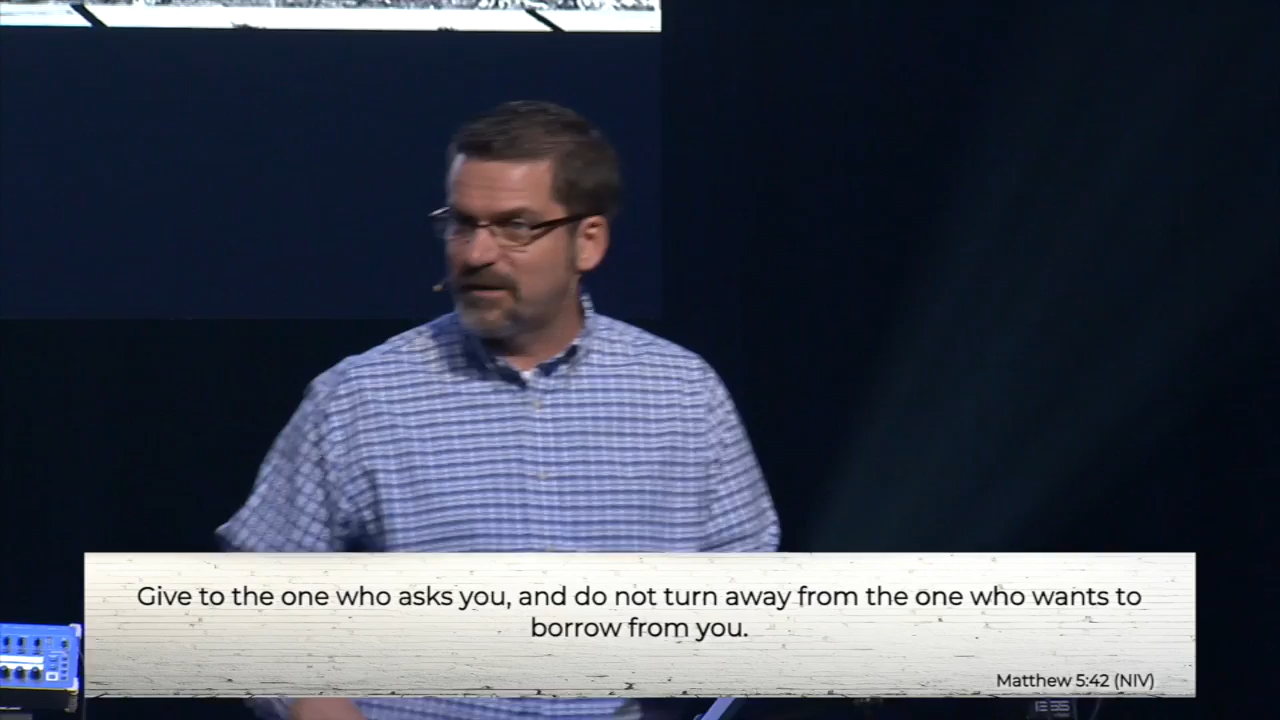 Give to the one who asks you, and do not turn away from the one who wants to
borrow from you.
Matthew 5:42 (NIV)